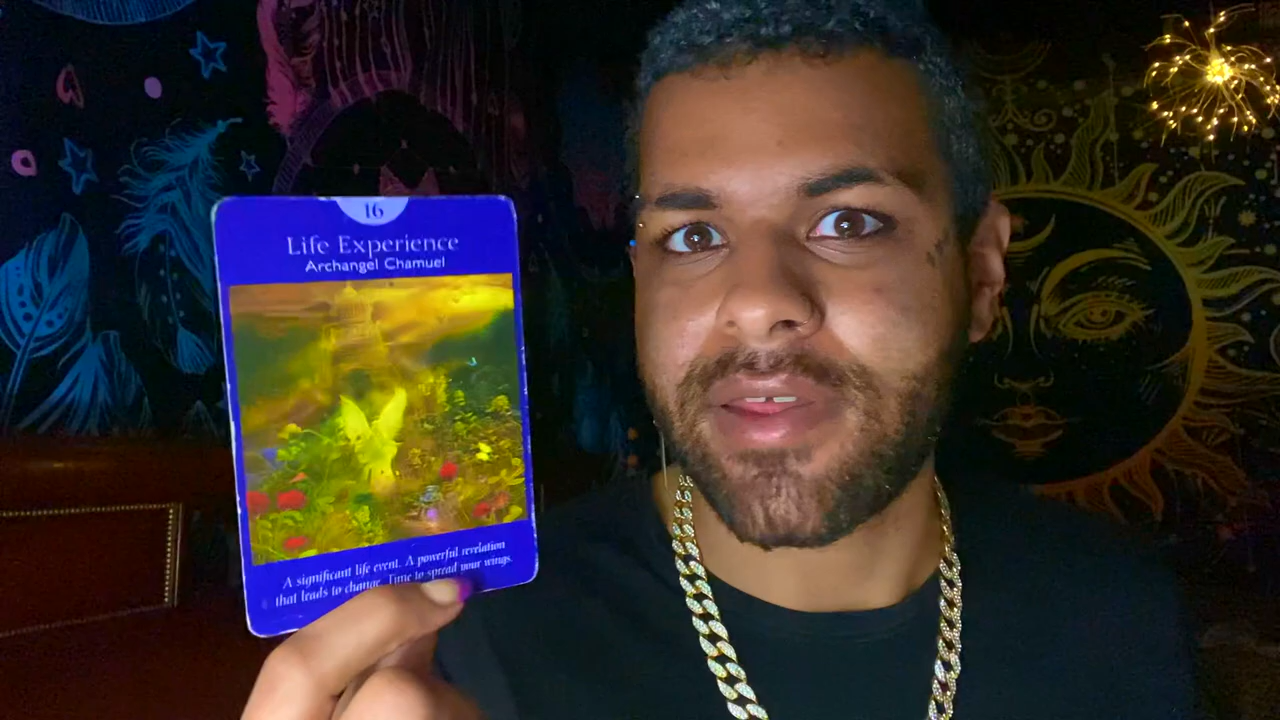 16
Life Experience
Archangel Chamuel
A significant life event. A powerful revelation
that leads to change. Time to spread your wings.